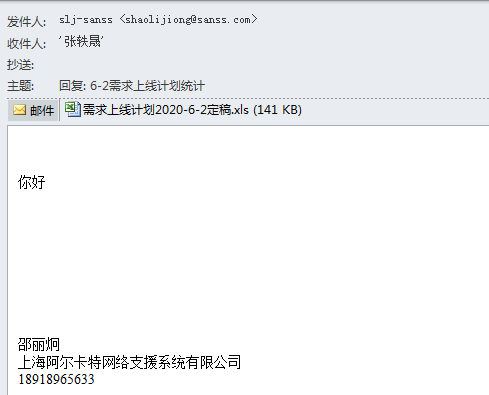 发件人: slj-sanss <shaolijiong@sanss.com>
收件人: '张轶晟'
抄送:
主题: 回复: 6-2需求上线计划统计
邮件 需求上线计划2020-6-2定稿.xls (141 KB)
你好
邵丽炯
上海阿尔卡特网络支援系统有限公司
18918965633